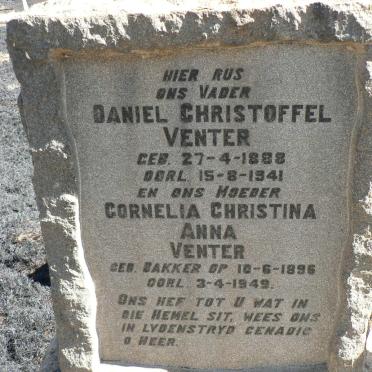 HIER RUS
ONS VADER
DANIEL CHRISTOFFEL
VENTER
GEB. 27-4-1888
OORL. 15-8-1941
EN ONS MOEDER
CORNELIA CHRISTINA
ANNA
VENTER
GEB. BAKKER OP 10-6-1896
OORL. 3-4-1949.
ONS HEF TOT U WAT IN
DIE HEMEL SIT, WEES ONS
IN LYDENSTRYD GENADIG
O HEER.